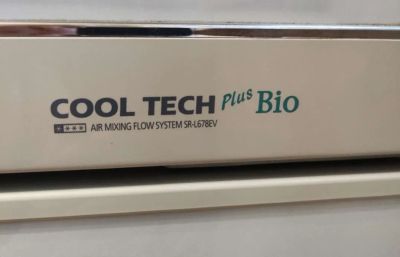 COOL TECH Plus Bio
* *** AIR MIXING FLOW SYSTEM SR-L678EV